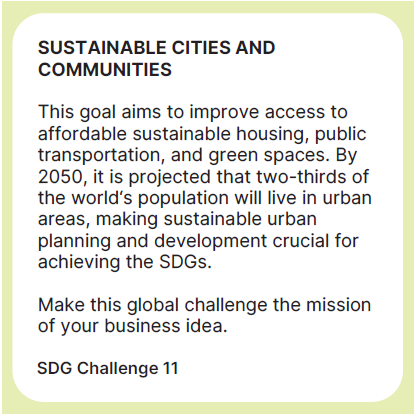 SUSTAINABLE CITIES AND
COMMUNITIES
This goal aims to improve access to
affordable sustainable housing, public
transportation, and green spaces. By
2050, it is projected that two-thirds of
the world‘s population will live in urban
areas, making sustainable urban
planning and development crucial for
achieving the SDGs.
Make this global challenge the mission
of your business idea.
SDG Challenge 11